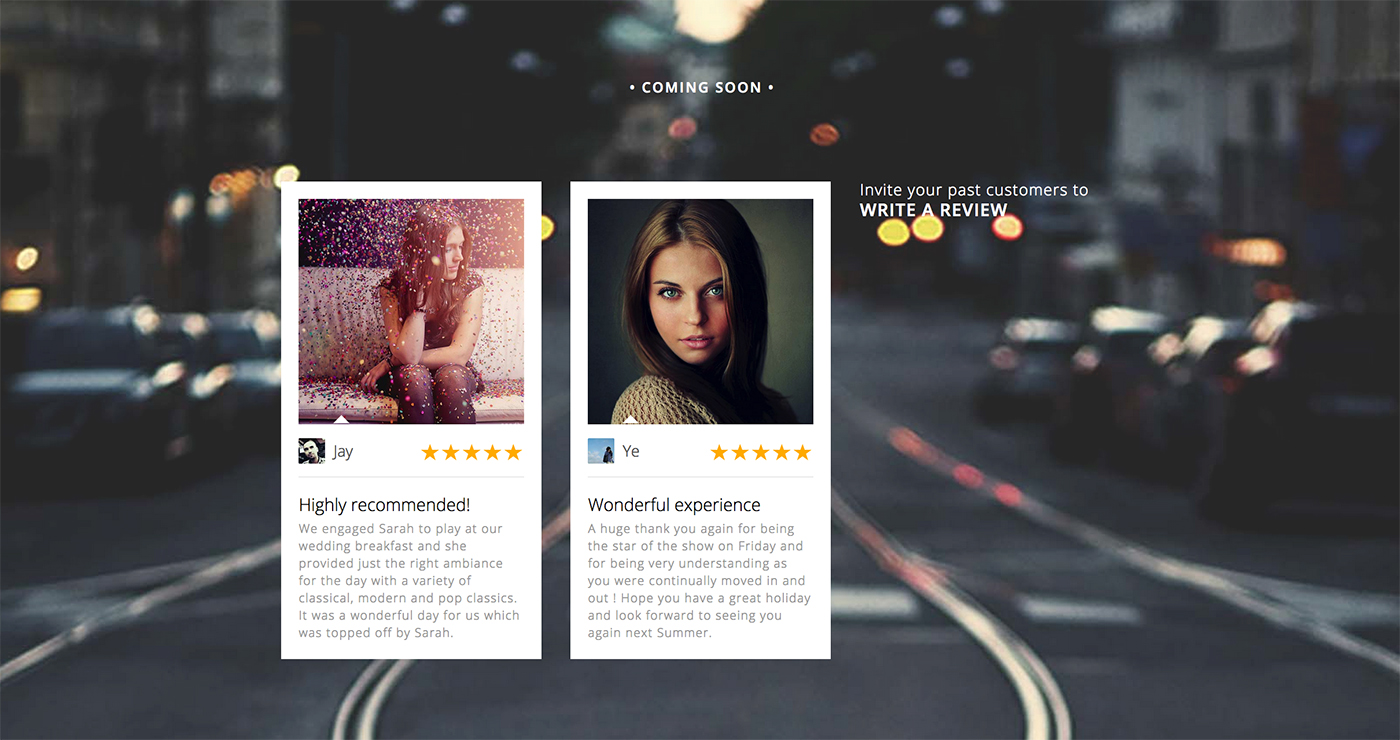 • COMING SOON •
Invite your past customers to
WRITE A REVIEW
Jay
Highly recommended!
We engaged Sarah to play at our
wedding breakfast and she
provided just the right ambiance
for the day with a variety of
classical, modern and pop classics.
It was a wonderful day for us which
was topped off by Sarah.
Ye
Wonderful experience
A huge thank you again for being
the star of the show on Friday and
for being very understanding as
you were continually moved in and
out ! Hope you have a great holiday
and look forward to seeing you
again next Summer.